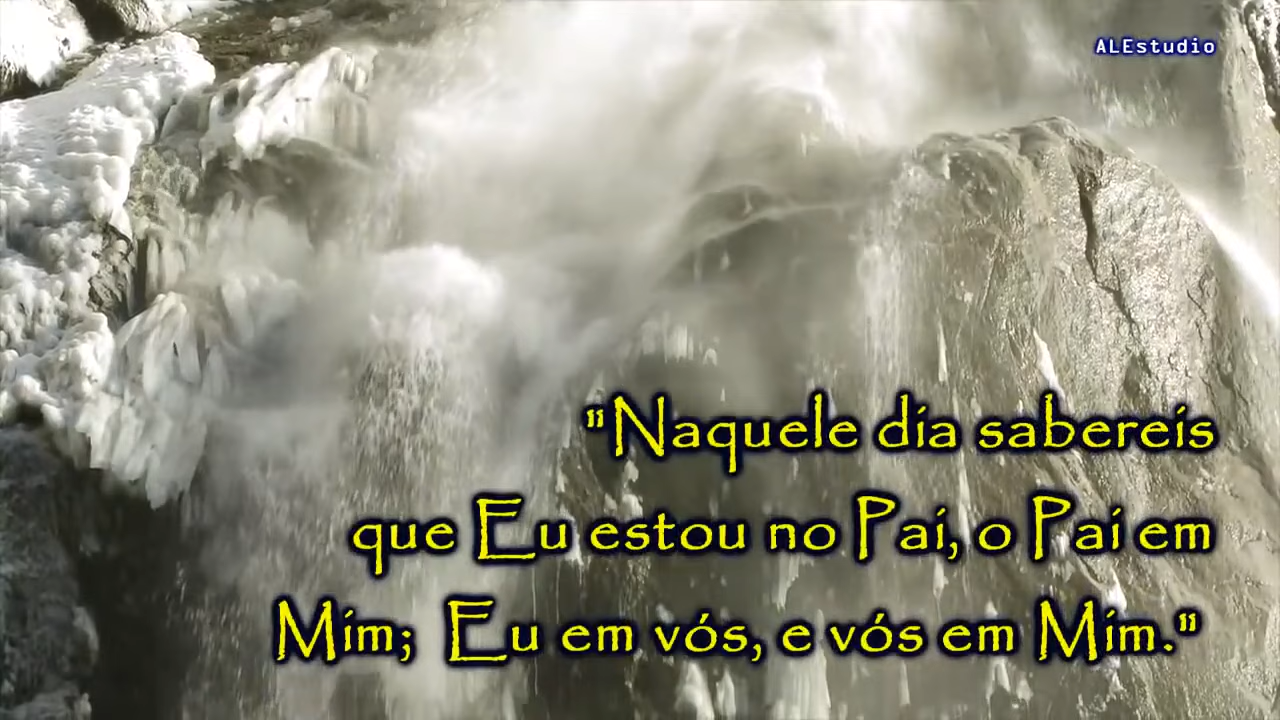 ALEstudio
"Naquele dia sabereis
que Eu estou no Pai, o Pai em
Mim; Eu em vós, e vós em Mim."